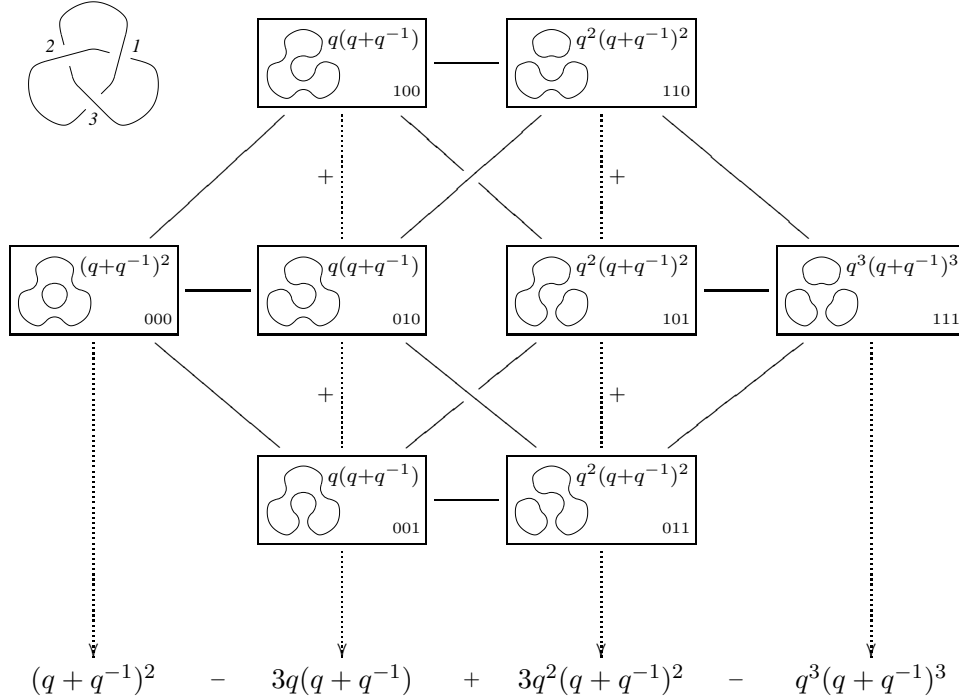 2 1
3
q(q+q⁻¹)
100
q²(q+q⁻¹)²
110
+ +
(q+q⁻¹)²
000
q(q+q⁻¹)
010
q²(q+q⁻¹)²
101
q³(q+q⁻¹)³
111
+ +
q(q+q⁻¹)
001
q²(q+q⁻¹)²
011
(q + q⁻¹)² − 3q(q + q⁻¹) + 3q²(q + q⁻¹)² − q³(q + q⁻¹)³